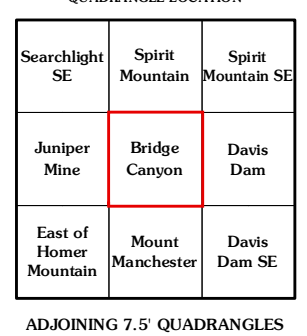 QUADRANGLE LOCATION
Searchlight
SE
Spirit
Mountain
Spirit
Mountain SE
Juniper
Mine
Bridge
Canyon
Davis
Dam
East of
Homer
Mountain
Mount
Manchester
Davis
Dam SE
ADJOINING 7.5' QUADRANGLES